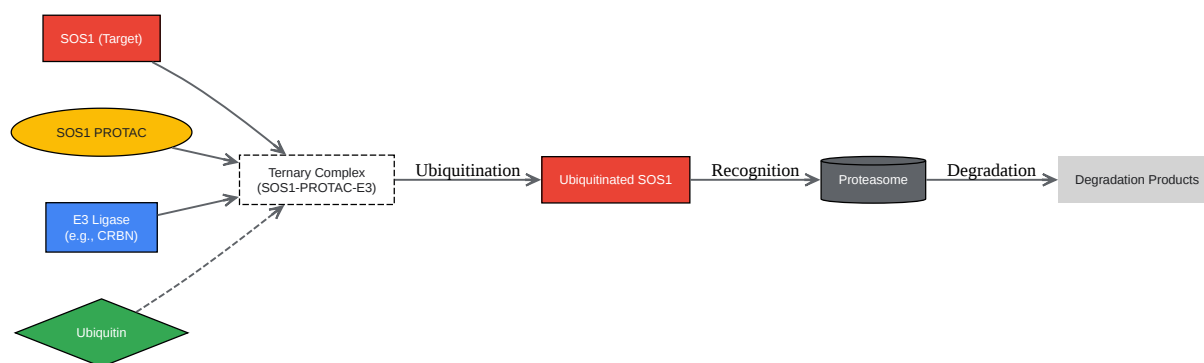 SOS1 (Target)
SOS1 PROTAC
E3 Ligase
(e.g., CRBN)
Ubiquitin
Ternary Complex
(SOS1-PROTAC-E3)
Ubiquitination
Ubiquitinated SOS1
Recognition
Proteasome
Degradation
Degradation Products